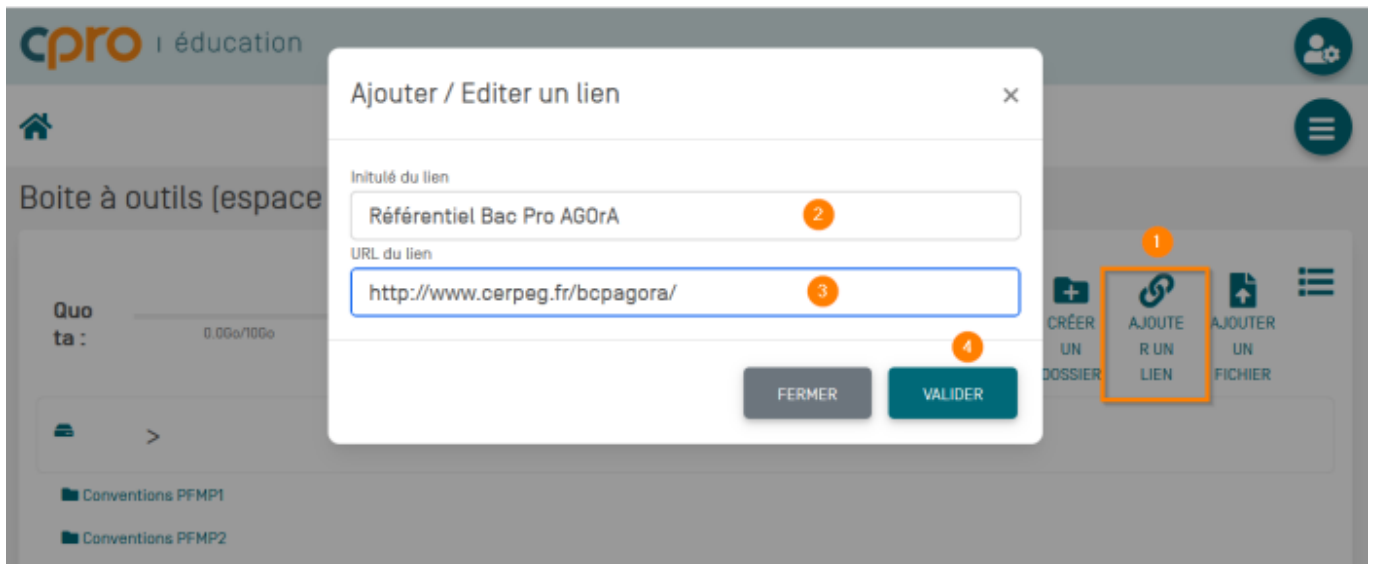 cpro | éducation
Ajouter / Editer un lien
×
Boite à outils (espace
Initulé du lien
Référentiel Bac Pro AGOrA
2
URL du lien
http://www.cerpeg.fr/bcpagora/
3
1
Quo
ta :
0.0Go/10Go
CRÉER
UN
DOSSIER
AJOUTE
R UN
LIEN
AJOUTER
UN
FICHIER
4
FERMER
VALIDER
>
Conventions PFMP1
Conventions PFMP2